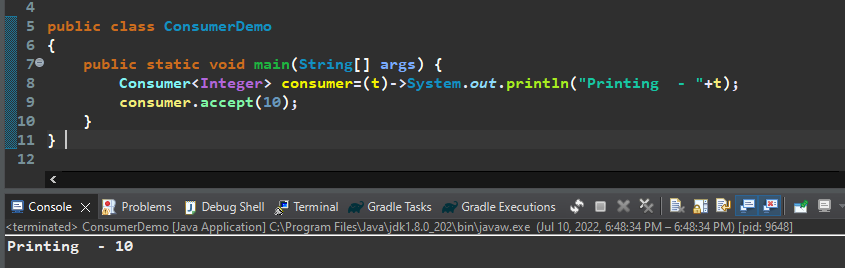 4
5 public class ConsumerDemo
6 {
7 public static void main(String[] args) {
8 Consumer<Integer> consumer=(t)->System.out.println("Printing  - "+t);
9 consumer.accept(10);
10 }
11 }
12
Console Problems Debug Shell Terminal Gradle Tasks Gradle Executions
<terminated> ConsumerDemo [Java Application] C:\Program Files\Java\jdk1.8.0_202\bin\javaw.exe (Jul 10, 2022, 6:48:34 PM – 6:48:34 PM) [pid: 9648]
Printing  - 10